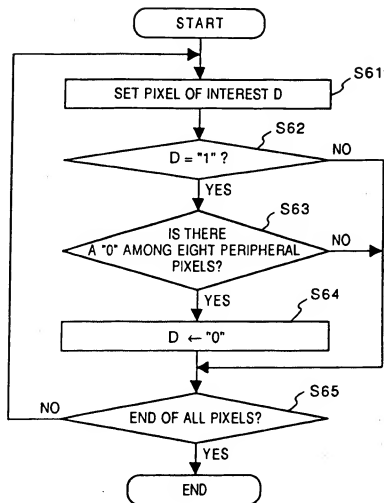 START
S61
SET PIXEL OF INTEREST D
S62
D = "1" ?
NO
YES
S63
IS THERE
A "0" AMONG EIGHT PERIPHERAL
PIXELS?
NO
YES
S64
D ← "0"
S65
NO
END OF ALL PIXELS?
YES
END